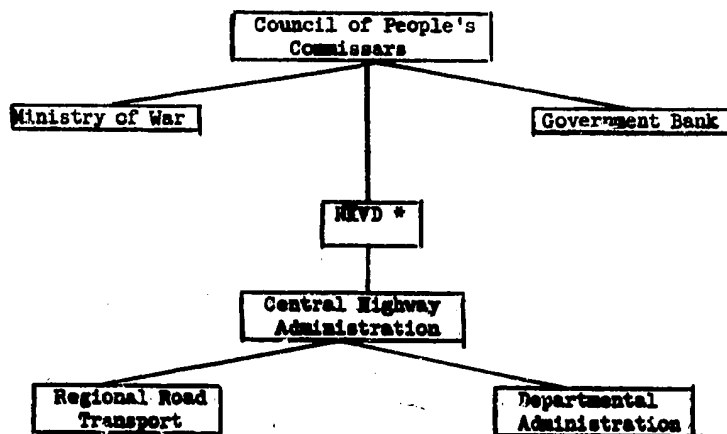 Council of People's
Commissars
Ministry of War
Government Bank
NKVD *
Central Highway
Administration
Regional Road
Transport
Departmental
Administration